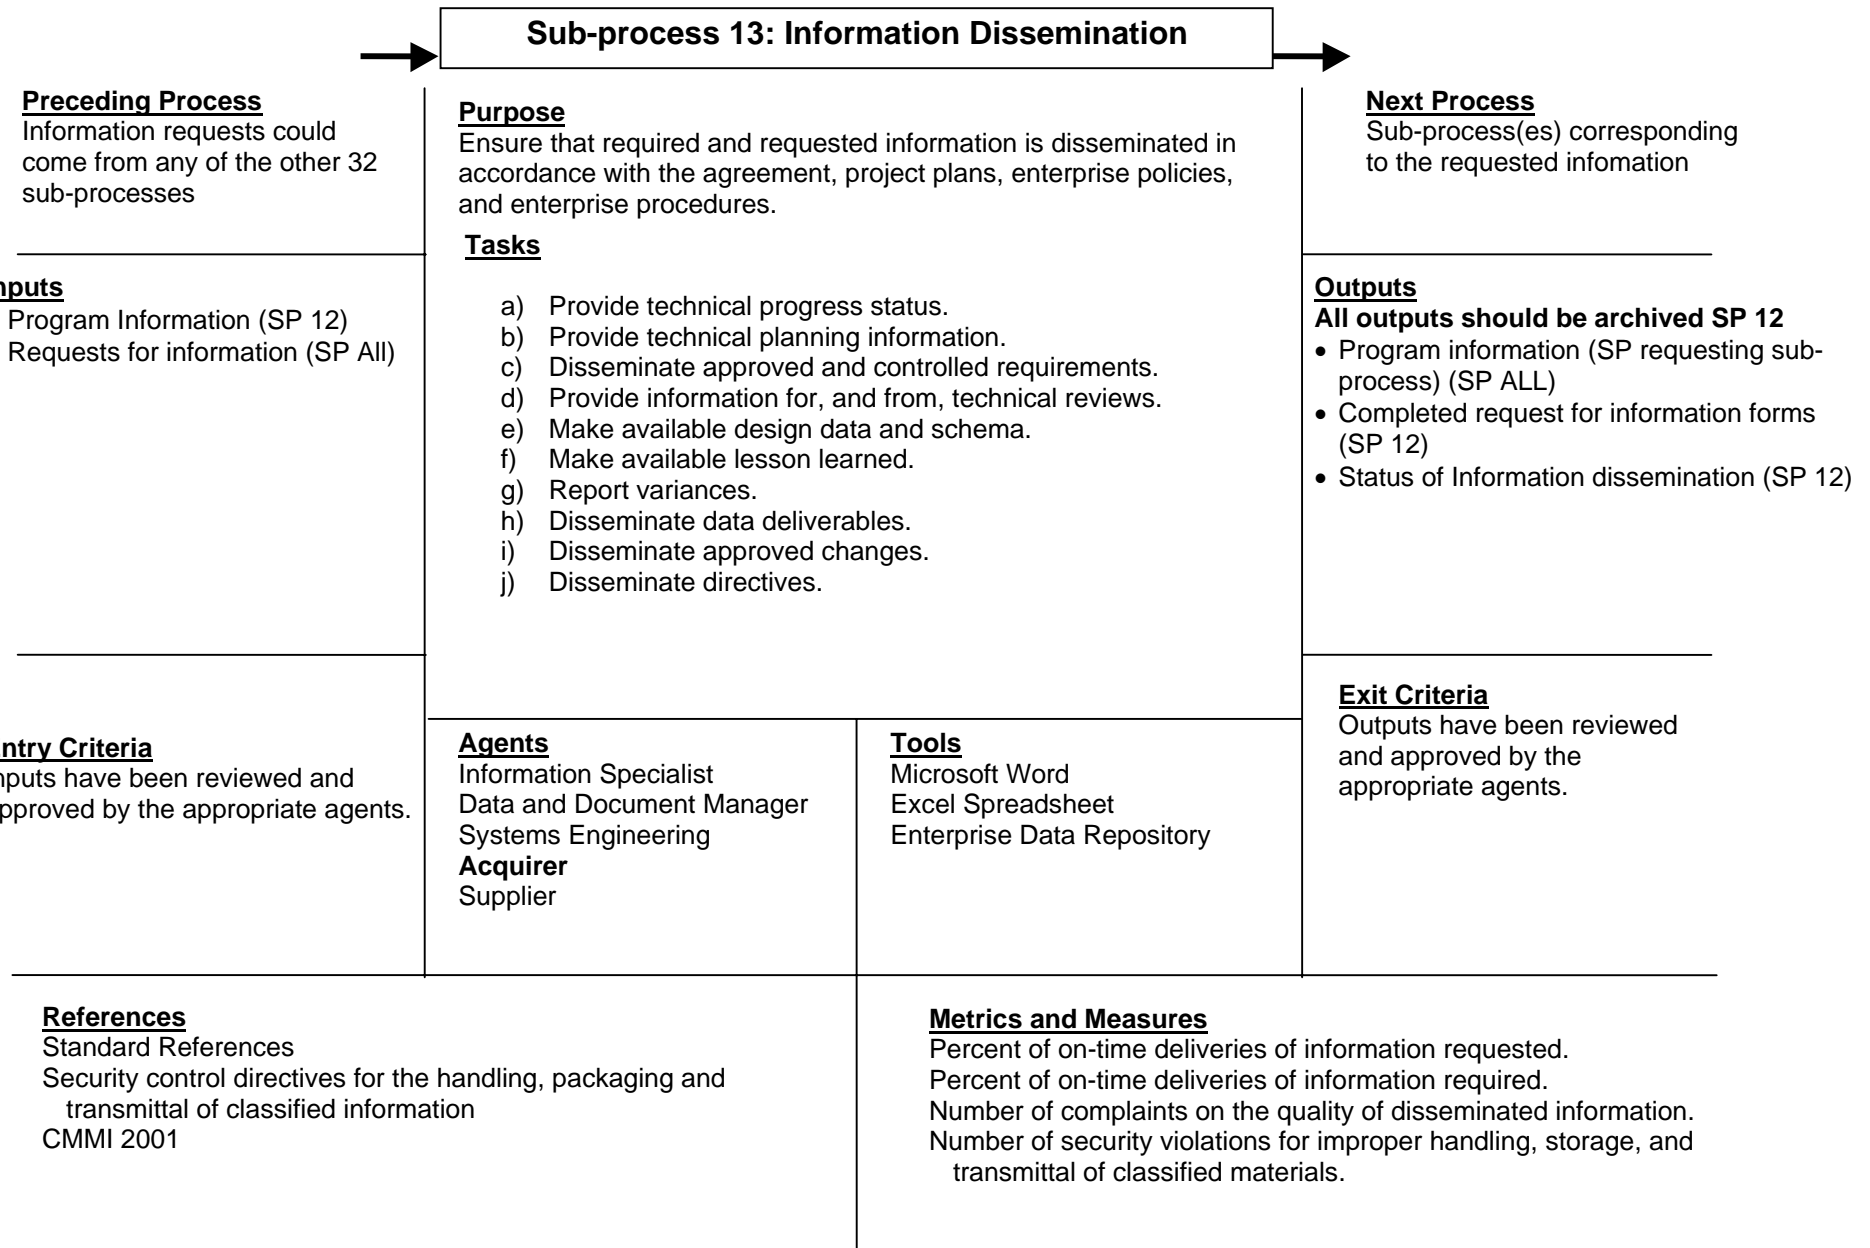 Sub-process 13: Information Dissemination
Preceding Process
Information requests could
come from any of the other 32
sub-processes
Purpose
Ensure that required and requested information is disseminated in
accordance with the agreement, project plans, enterprise policies,
and enterprise procedures.
Tasks
a) Provide technical progress status.
b) Provide technical planning information.
c) Disseminate approved and controlled requirements.
d) Provide information for, and from, technical reviews.
e) Make available design data and schema.
f) Make available lesson learned.
g) Report variances.
h) Disseminate data deliverables.
i) Disseminate approved changes.
j) Disseminate directives.
Next Process
Sub-process(es) corresponding
to the requested infomation
nputs
Program Information (SP 12)
Requests for information (SP All)
Outputs
All outputs should be archived SP 12
• Program information (SP requesting sub-
process) (SP ALL)
• Completed request for information forms
(SP 12)
• Status of Information dissemination (SP 12)
ntry Criteria
nputs have been reviewed and
pproved by the appropriate agents.
Agents
Information Specialist
Data and Document Manager
Systems Engineering
Acquirer
Supplier
Tools
Microsoft Word
Excel Spreadsheet
Enterprise Data Repository
Exit Criteria
Outputs have been reviewed
and approved by the
appropriate agents.
References
Standard References
Security control directives for the handling, packaging and
transmittal of classified information
CMMI 2001
Metrics and Measures
Percent of on-time deliveries of information requested.
Percent of on-time deliveries of information required.
Number of complaints on the quality of disseminated information.
Number of security violations for improper handling, storage, and
transmittal of classified materials.